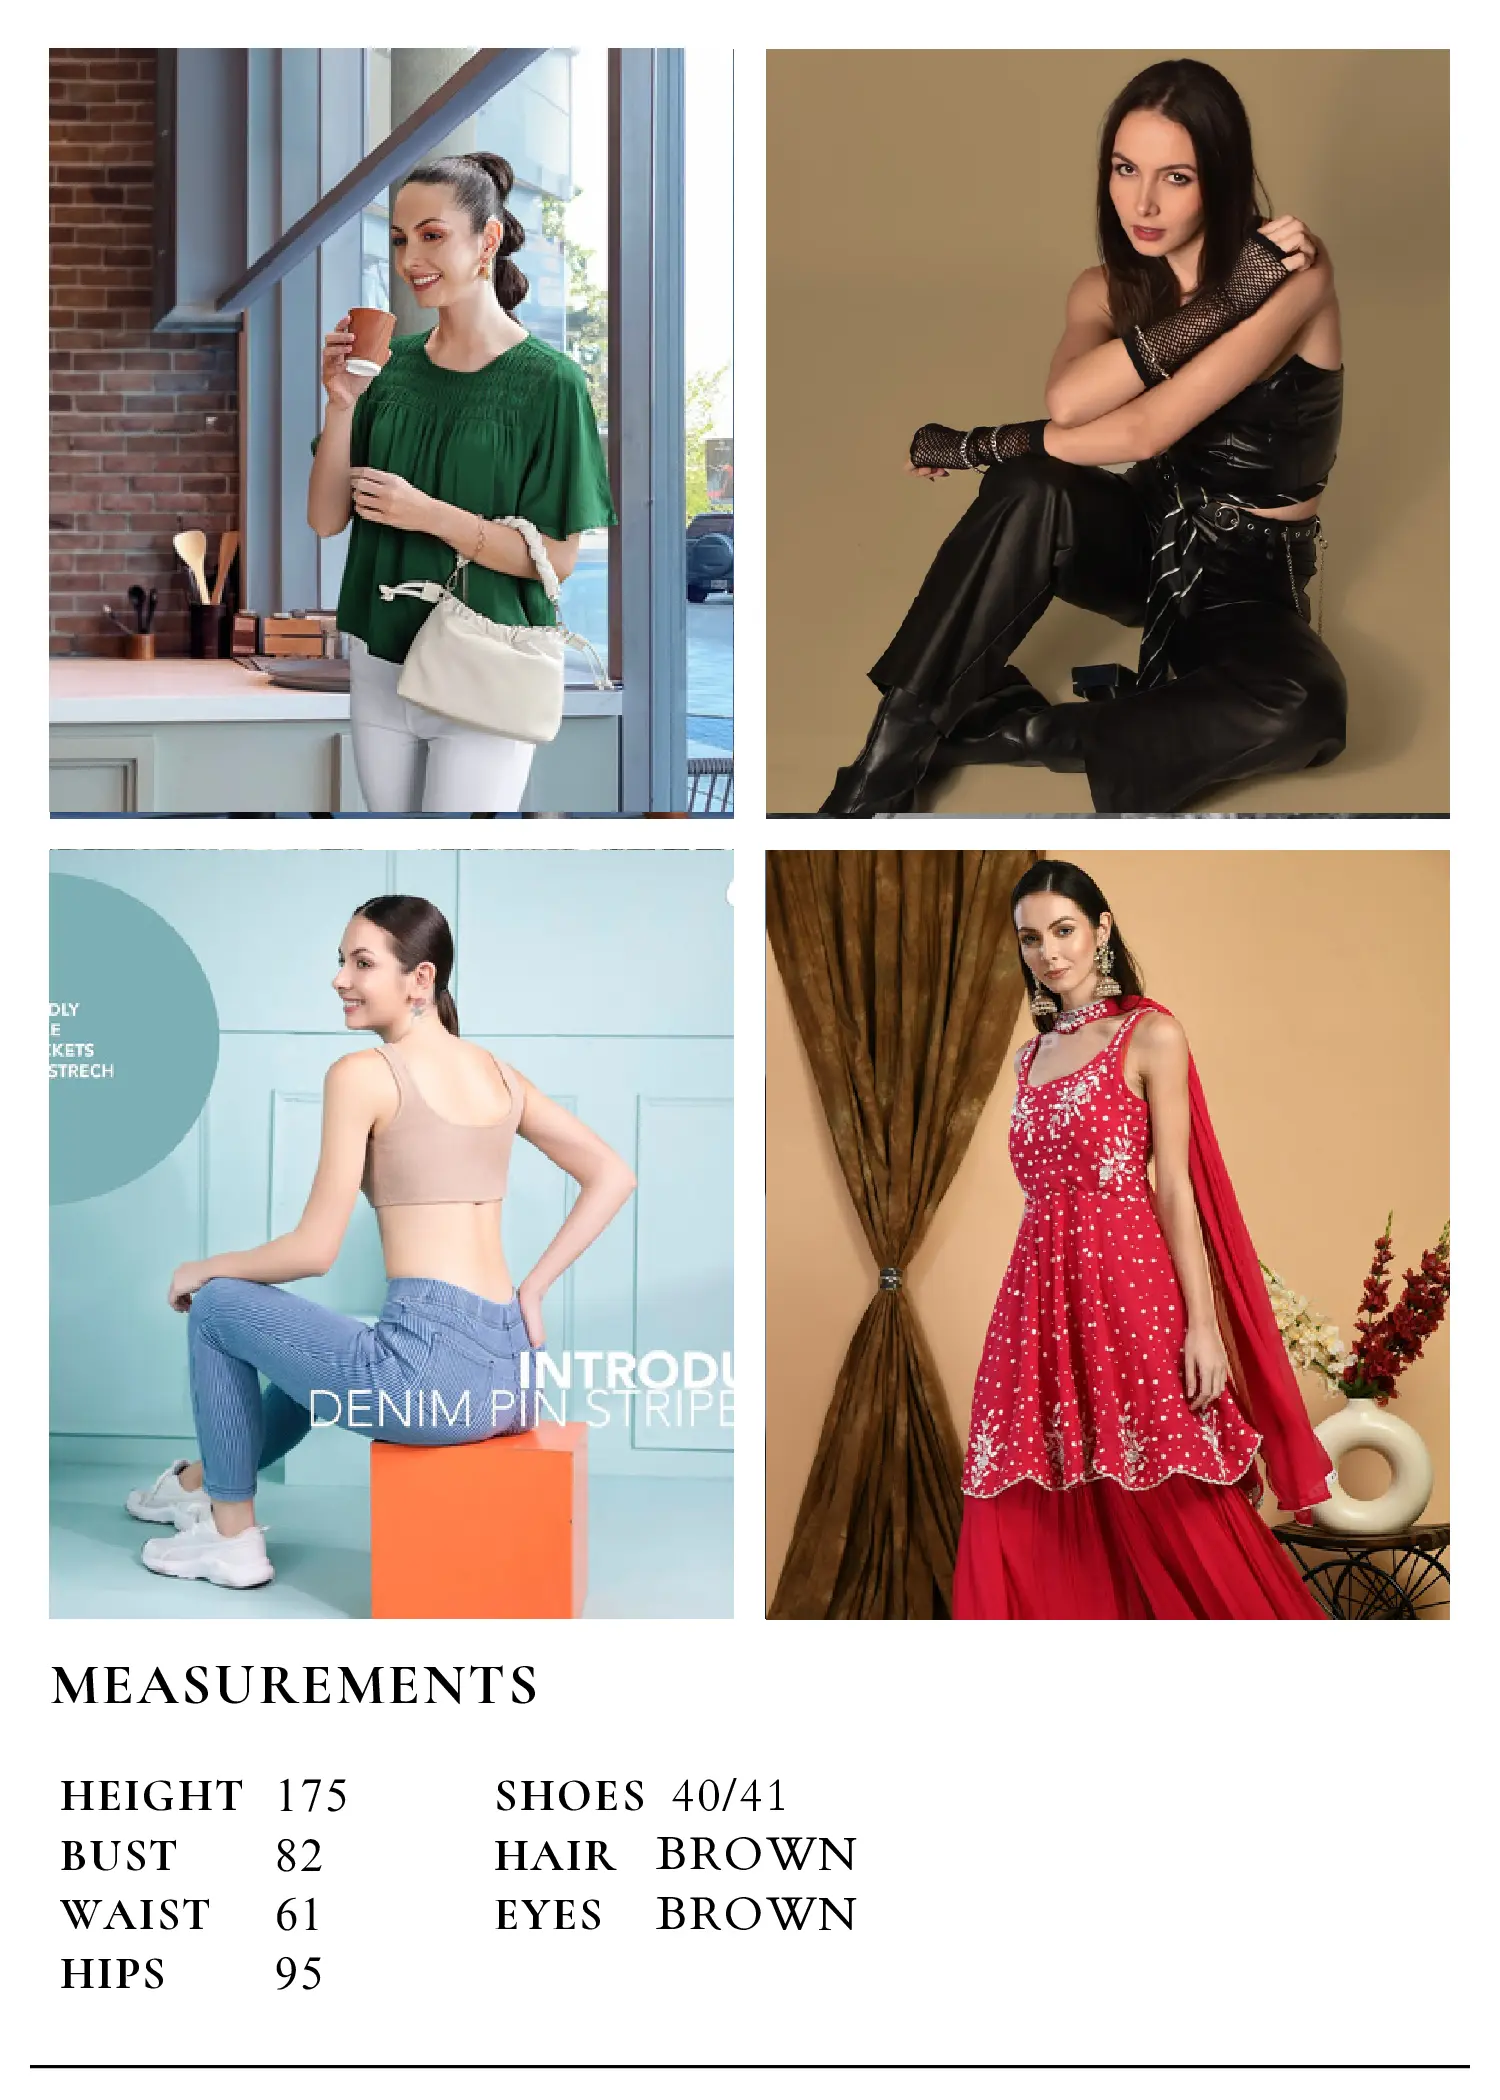 DLY
E
KETS
STRECH
INTRODU
DENIM PIN STRIPE
MEASUREMENTS
HEIGHT 175
BUST 82
WAIST 61
HIPS 95
SHOES 40/41
HAIR BROWN
EYES BROWN